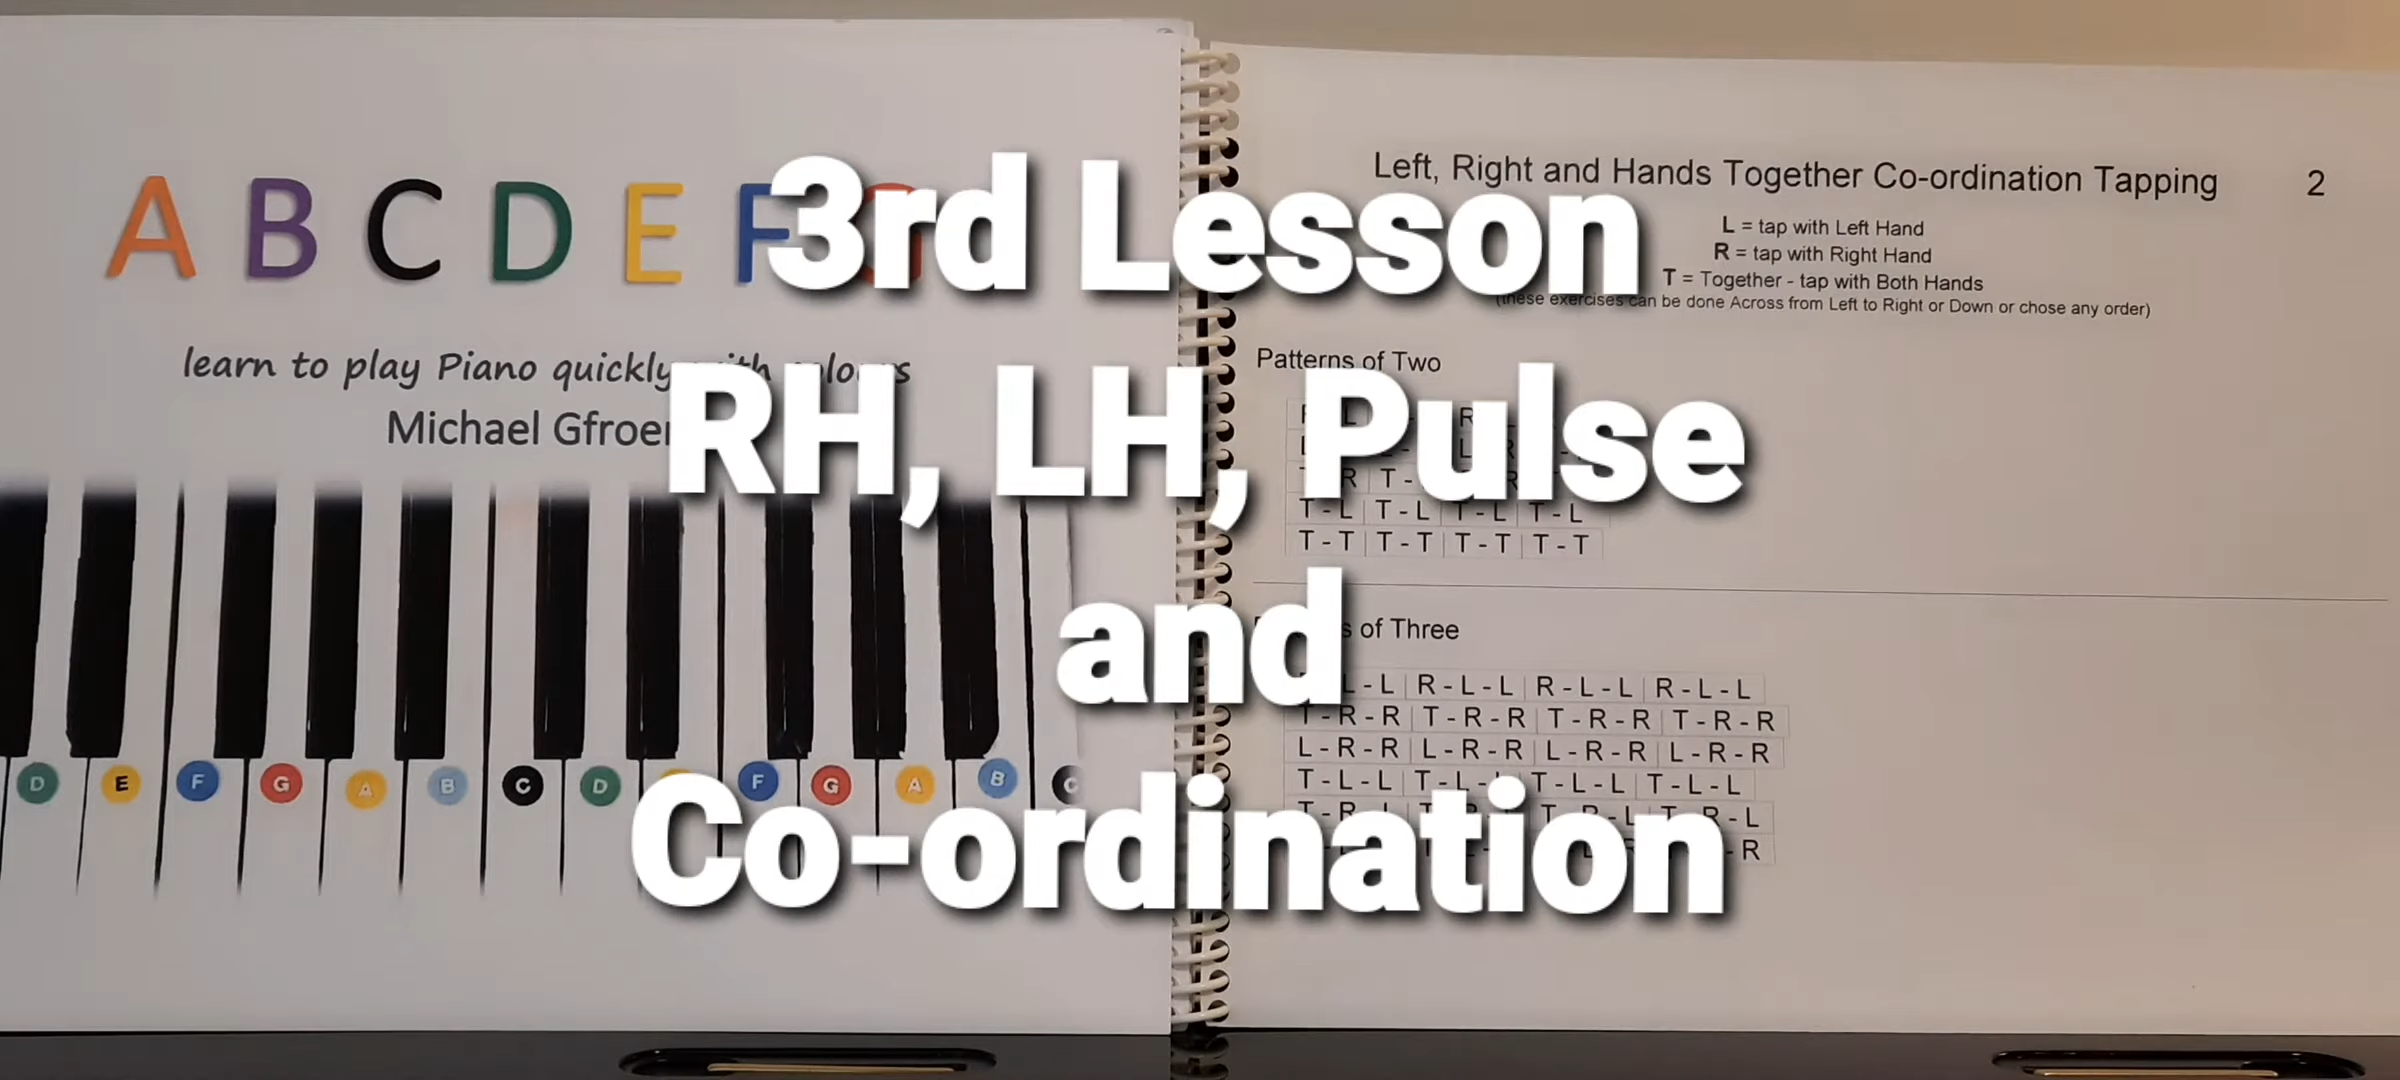 3rd Lesson
RH, LH, Pulse
and
Co-ordination
A B C D E F
learn to play Piano quickly
Michael
D E F G A B C D F G A B C
Left, Right and Hands Together Co-ordination Tapping 2
L = tap with Left Hand
R = tap with Right Hand
T = Together - tap with Both Hands
(these exercises can be done Across from Left to Right or Down or chose any order)
Patterns of Two
T - L T - L T - L T - L
T - T T - T T - T T - T
of Three
L - L R - L - L R - L - L R - L - L
T - R - R T - R - R T - R - R T - R - R
L - R - R L - R - R L - R - R L - R - R
T - L - L T - L - T - L - L T - L - L
R - L
- R